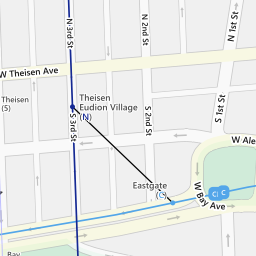 N 3rd St
N 2nd St
N 1st St
W Theisen Ave
Theisen
Eudion Village
(N)
Theisen
(S)
S 3rd St
S 2nd St
S 1st St
W Ale
Eastgate
W Bay Ave
C
C
Bay